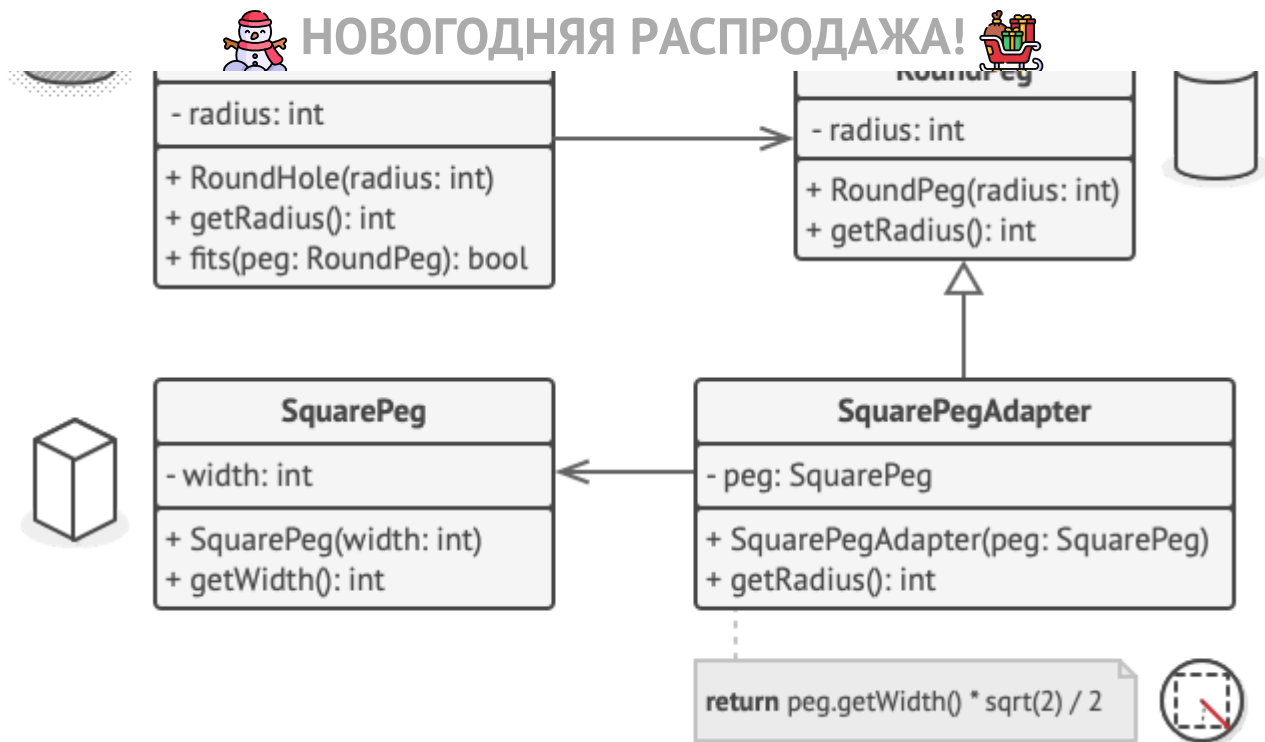 НОВОГОДНЯЯ РАСПРОДАЖА!
RoundPeg
- radius: int
- radius: int
+ RoundHole(radius: int)
+ getRadius(): int
+ fits(peg: RoundPeg): bool
+ RoundPeg(radius: int)
+ getRadius(): int
SquarePeg
- width: int
+ SquarePeg(width: int)
+ getWidth(): int
SquarePegAdapter
- peg: SquarePeg
+ SquarePegAdapter(peg: SquarePeg)
+ getRadius(): int
return peg.getWidth() * sqrt(2) / 2